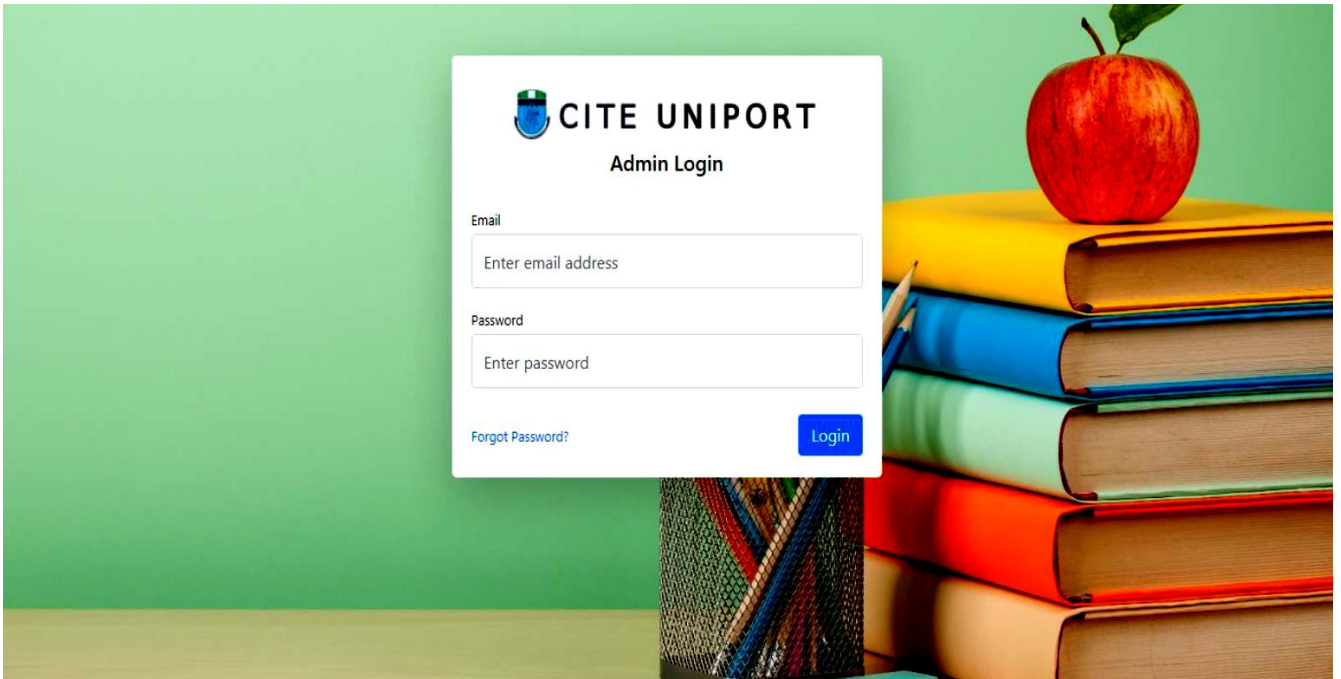 CITE UNIPORT
Admin Login
Email
Enter email address
Password
Enter password
Forgot Password?
Login